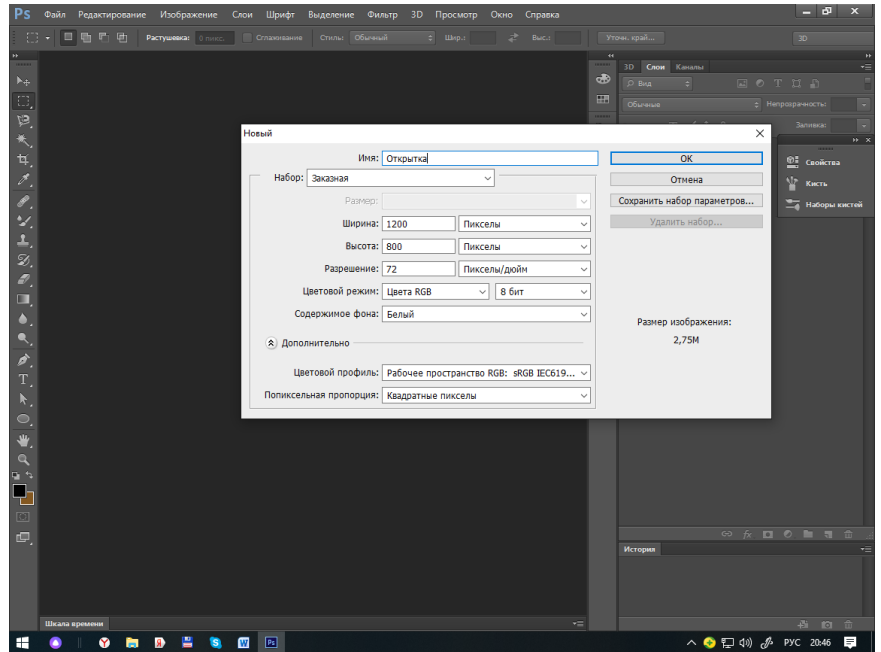 Ps Файл Редактирование Изображение Слои Шрифт Выделение Фильтр 3D Просмотр Окно Справка
Растушевка: 0 пикс. Сглаживание Стиль: Обычный Шир.: Выс.: Уточн. край... 3D
3D Слои Каналы
Вид
Обычные Непрозрачность:
Заливка:
Свойства
Кисть
Наборы кистей
Новый
Имя: Открытка
Набор: Заказная
Размер:
Ширина: 1200 Пикселы
Высота: 800 Пикселы
Разрешение: 72 Пикселы/дюйм
Цветовой режим: Цвета RGB 8 бит
Содержимое фона: Белый
Дополнительно
Цветовой профиль: Рабочее пространство RGB: sRGB IEC619...
Попиксельная пропорция: Квадратные пикселы
OK
Отмена
Сохранить набор параметров...
Удалить набор...
Размер изображения:
2,75M
История
Шкала времени
РУС 20:46